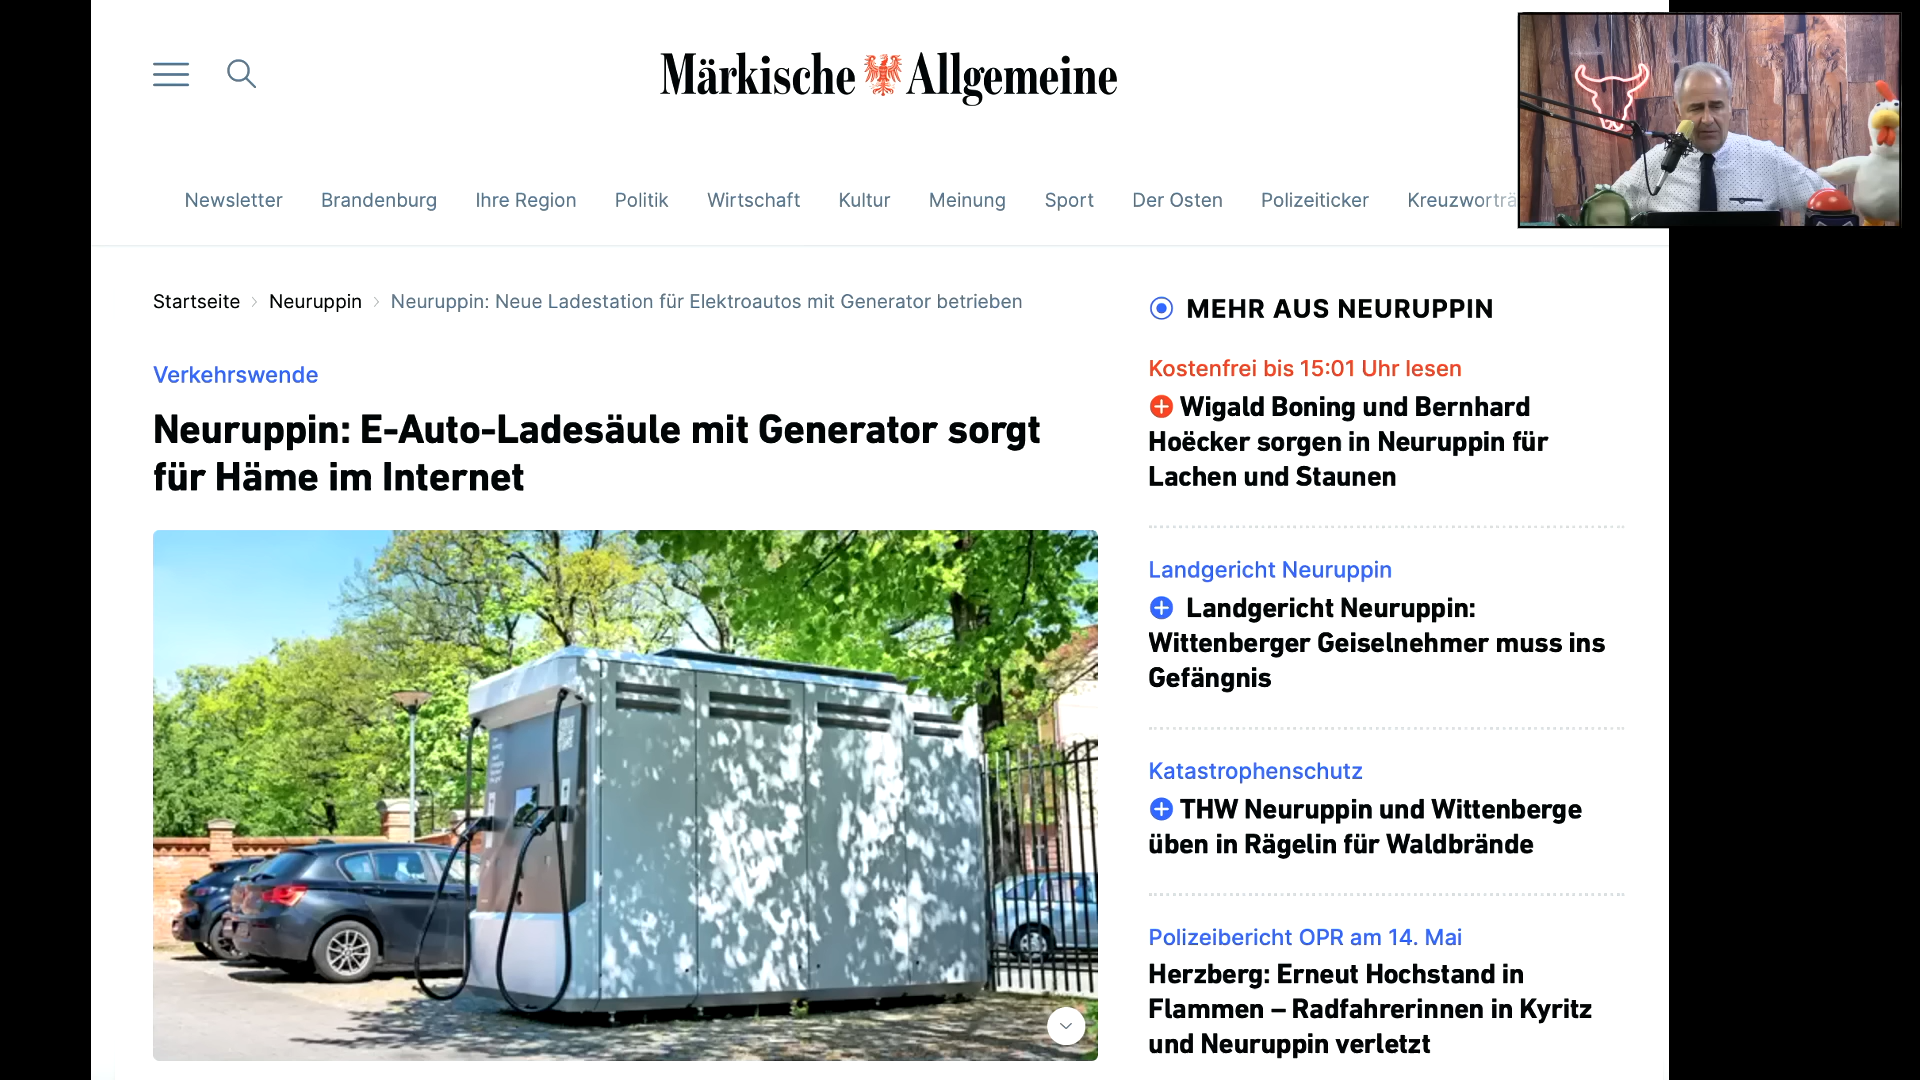 Märkische Allgemeine
Newsletter Brandenburg Ihre Region Politik Wirtschaft Kultur Meinung Sport Der Osten Polizeiticker Kreuzworträ
Startseite Neuruppin Neuruppin: Neue Ladestation für Elektroautos mit Generator betrieben
Verkehrswende
Neuruppin: E-Auto-Ladesäule mit Generator sorgt
für Häme im Internet
MEHR AUS NEURUPPIN
Kostenfrei bis 15:01 Uhr lesen
Wigald Boning und Bernhard
Hoëcker sorgen in Neuruppin für
Lachen und Staunen
Landgericht Neuruppin
Landgericht Neuruppin:
Wittenberger Geiselnehmer muss ins
Gefängnis
Katastrophenschutz
THW Neuruppin und Wittenberge
üben in Rägelin für Waldbrände
Polizeibericht OPR am 14. Mai
Herzberg: Erneut Hochstand in
Flammen – Radfahrerinnen in Kyritz
und Neuruppin verletzt